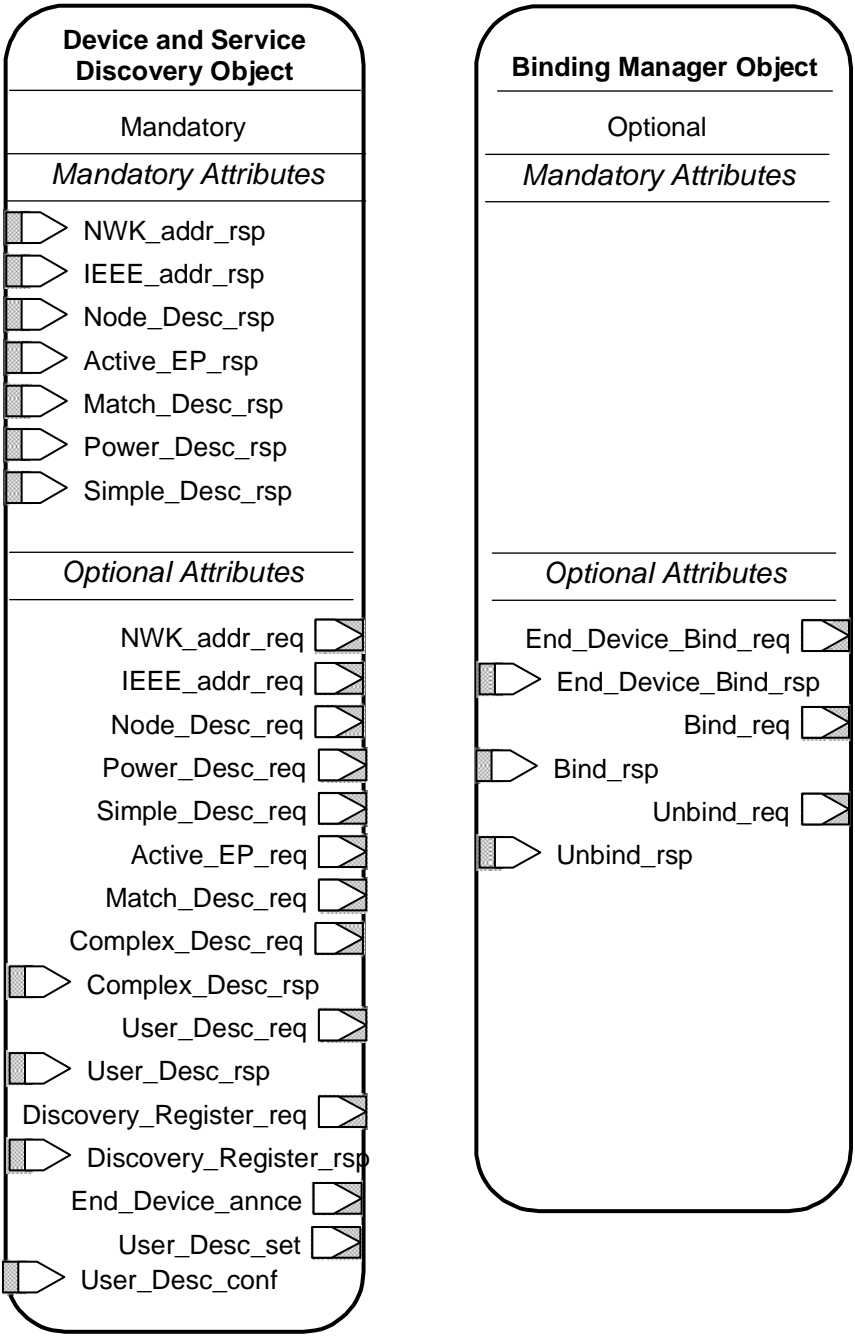 Device and Service
Discovery Object
Mandatory
Mandatory Attributes
NWK_addr_rsp
IEEE_addr_rsp
Node_Desc_rsp
Active_EP_rsp
Match_Desc_rsp
Power_Desc_rsp
Simple_Desc_rsp
Optional Attributes
NWK_addr_req
IEEE_addr_req
Node_Desc_req
Power_Desc_req
Simple_Desc_req
Active_EP_req
Match_Desc_req
Complex_Desc_req
Complex_Desc_rsp
User_Desc_req
User_Desc_rsp
Discovery_Register_req
Discovery_Register_rsp
End_Device_annce
User_Desc_set
User_Desc_conf
Binding Manager Object
Optional
Mandatory Attributes
Optional Attributes
End_Device_Bind_req
End_Device_Bind_rsp
Bind_req
Bind_rsp
Unbind_req
Unbind_rsp